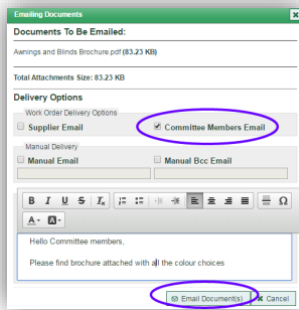 Emailing Documents
Documents To Be Emailed:
Awnings and Blinds Brochure.pdf (83.23 KB)
Total Attachments Size: 83.23 KB
Delivery Options
Work Order Delivery Options
Supplier Email Committee Members Email
Manual Delivery
Manual Email Manual Bcc Email
B I U S Ix Ω
A A
Hello Committee members,
Please find brochure attached with all the colour choices
Email Document(s) Cancel